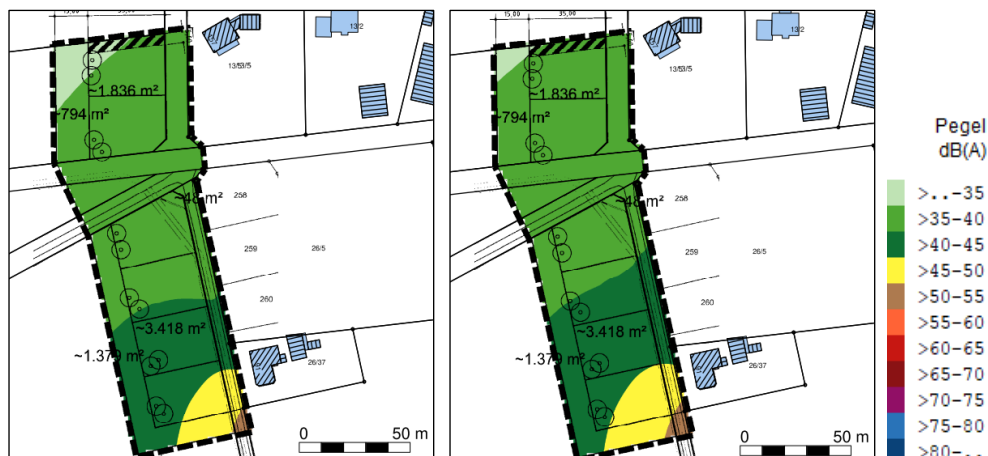 15,00
35,00
13/2
13/53/5
~1.836 m²
~794 m²
~48 m²
258
259
26/5
260
~3.418 m²
~1.379 m²
26/37
0 50 m
15,00
35,00
13/2
13/53/5
~1.836 m²
~794 m²
~48 m²
258
259
26/5
260
~3.418 m²
~1.379 m²
26/37
0 50 m
Pegel
dB(A)
>..-35
>35-40
>40-45
>45-50
>50-55
>55-60
>60-65
>65-70
>70-75
>75-80
>80-..